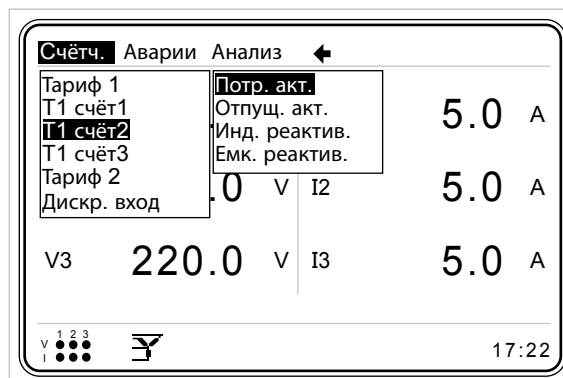 Счётч. Аварии Анализ
Тариф 1
Т1 счёт1
Т1 счёт2
Т1 счёт3
Тариф 2
Дискр. вход
Потр. акт.
Отпущ. акт.
Инд. реактив.
Емк. реактив.
5.0 A
.0 V I2 5.0 A
V3 220.0 V I3 5.0 A
1 2 3
V
I
17:22